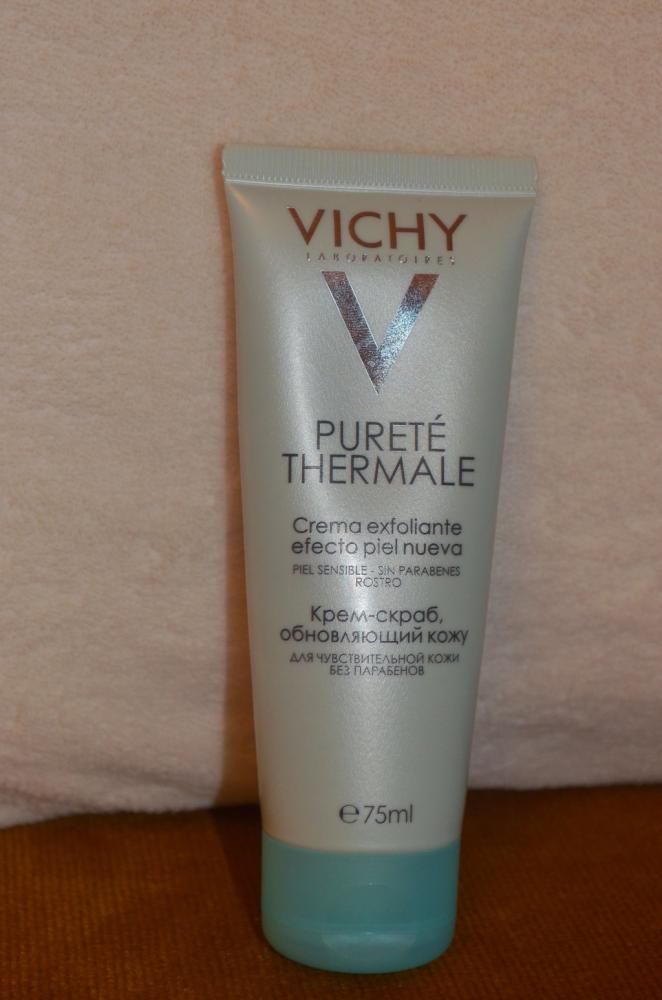 VICHY
LABORATOIRES
V
PURETÉ
THERMALE
Crema exfoliante
efecto piel nueva
PIEL SENSIBLE - SIN PARABENES
ROSTRO
Крем-скраб,
обновляющий кожу
ДЛЯ ЧУВСТВИТЕЛЬНОЙ КОЖИ
БЕЗ ПАРАБЕНОВ
℮75ml